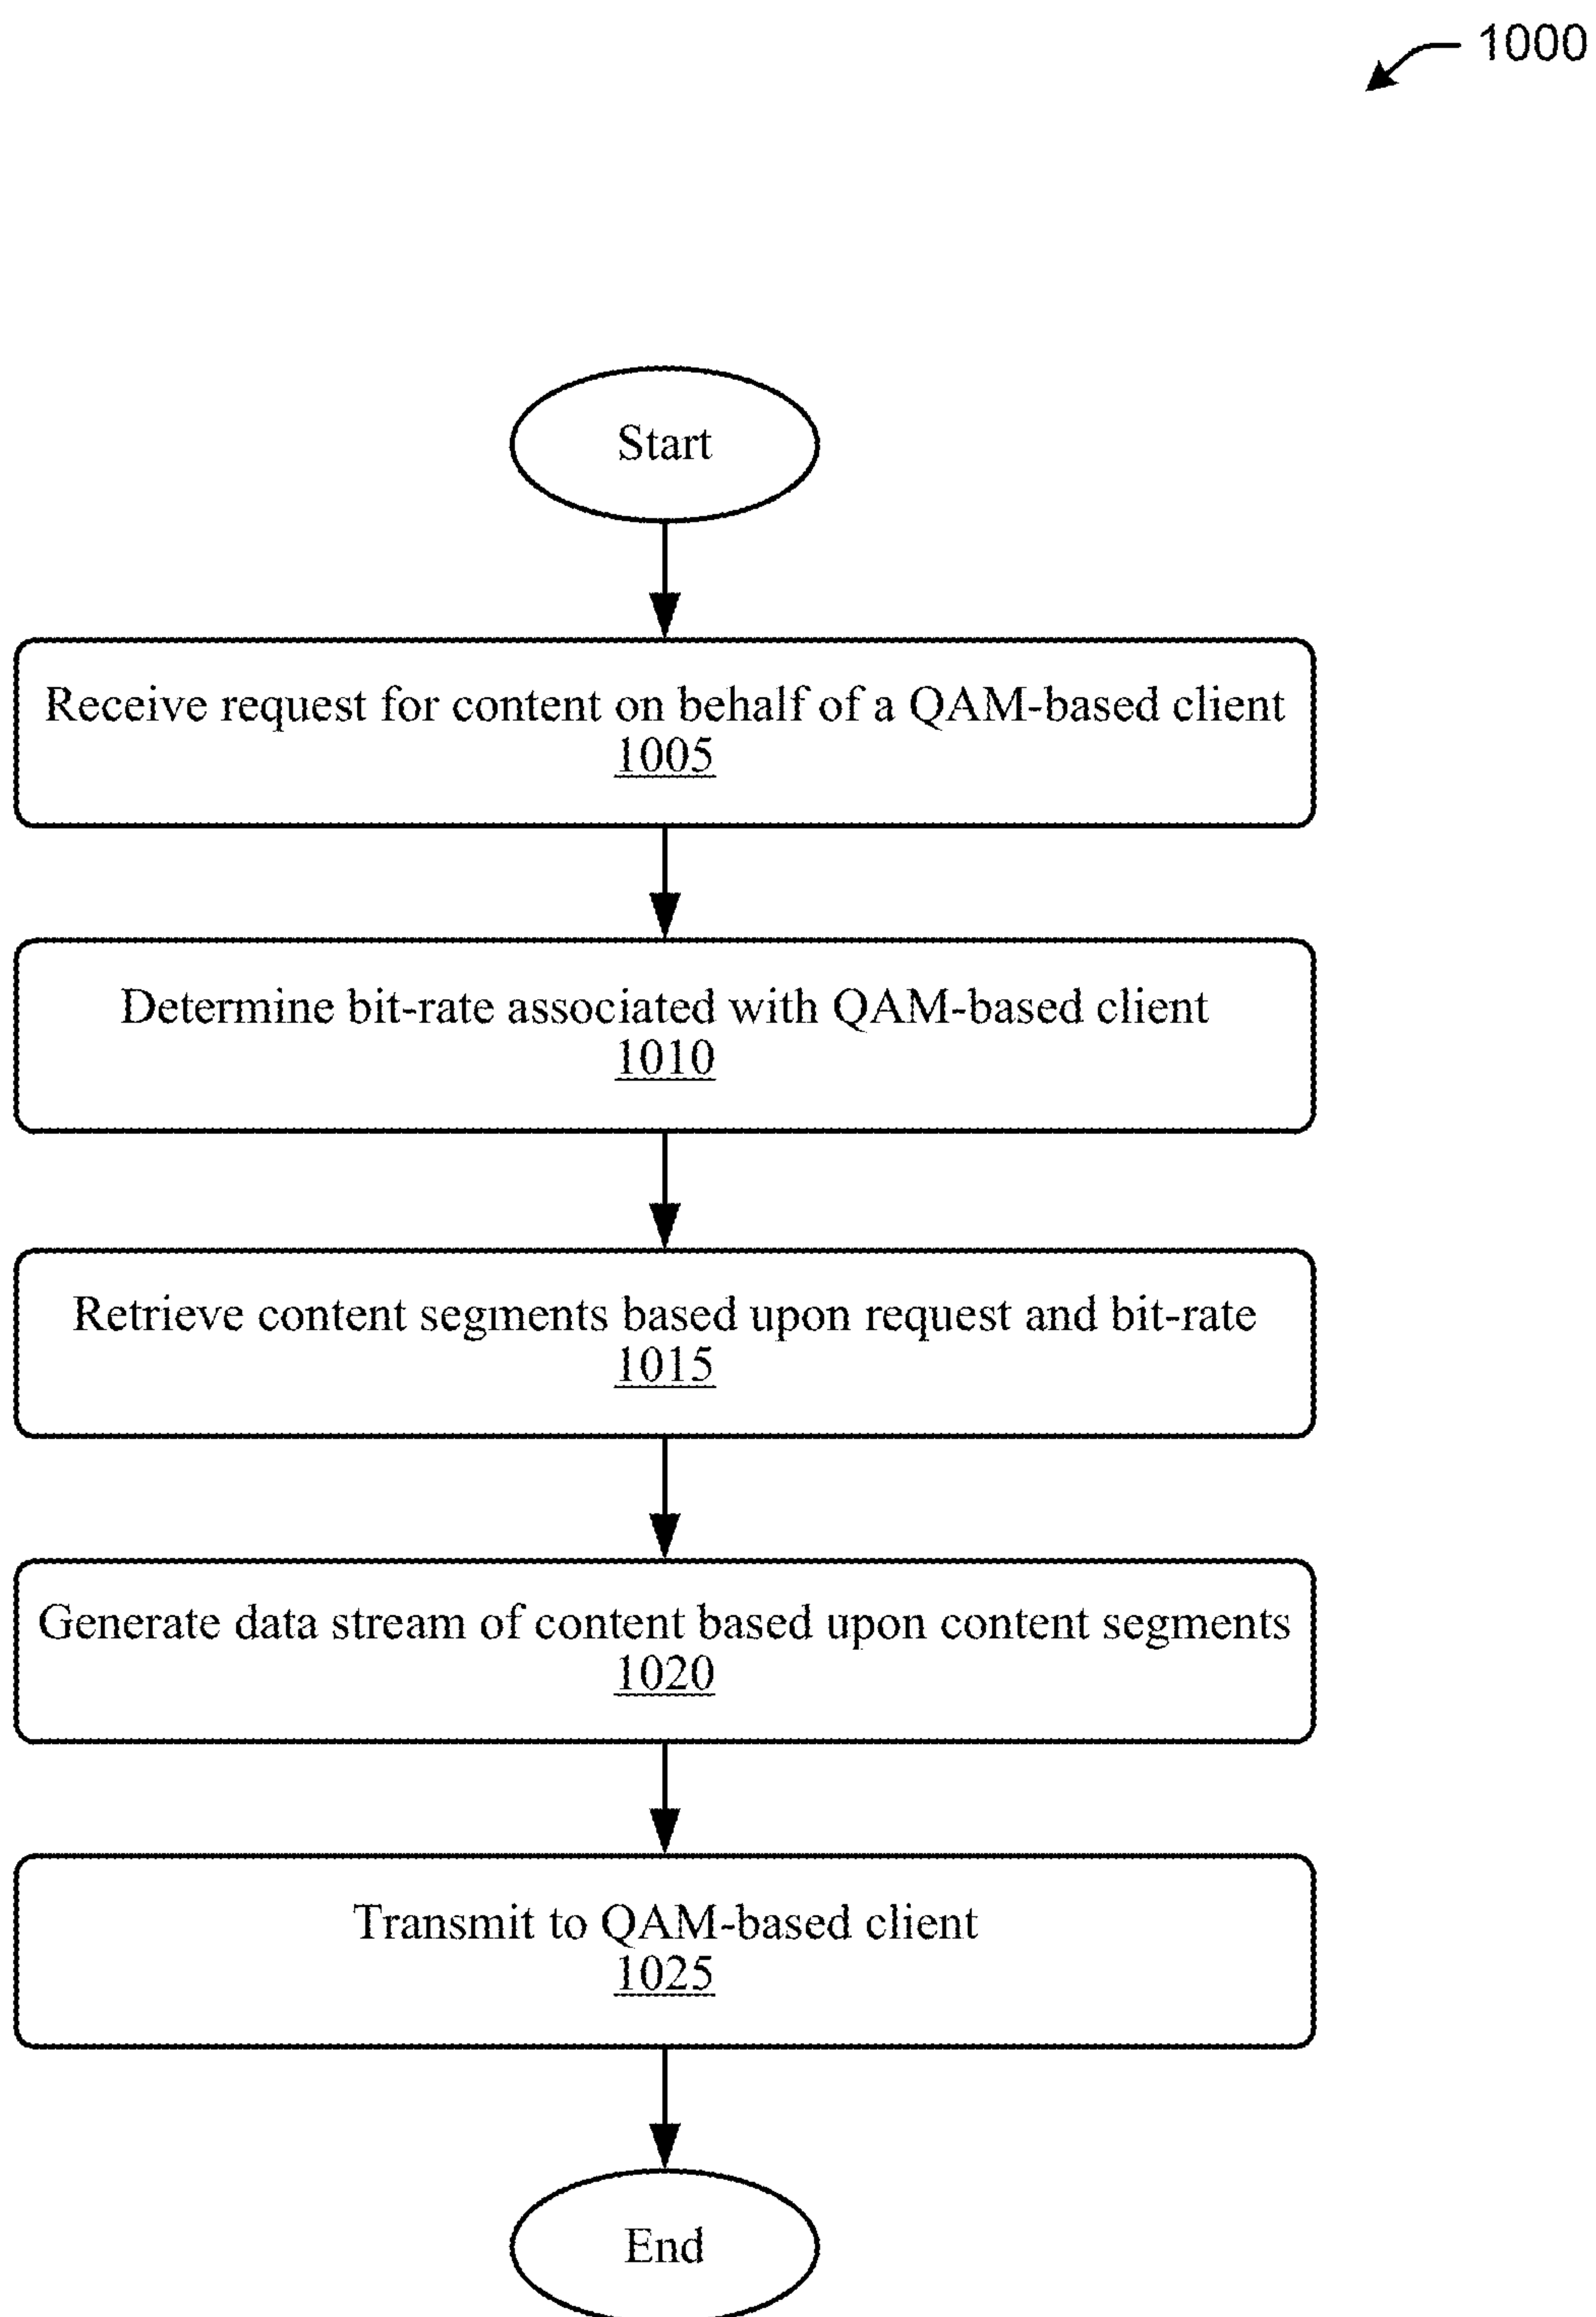 1000
Start
Receive request for content on behalf of a QAM-based client
1005
Determine bit-rate associated with QAM-based client
1010
Retrieve content segments based upon request and bit-rate
1015
Generate data stream of content based upon content segments
1020
Transmit to QAM-based client
1025
End